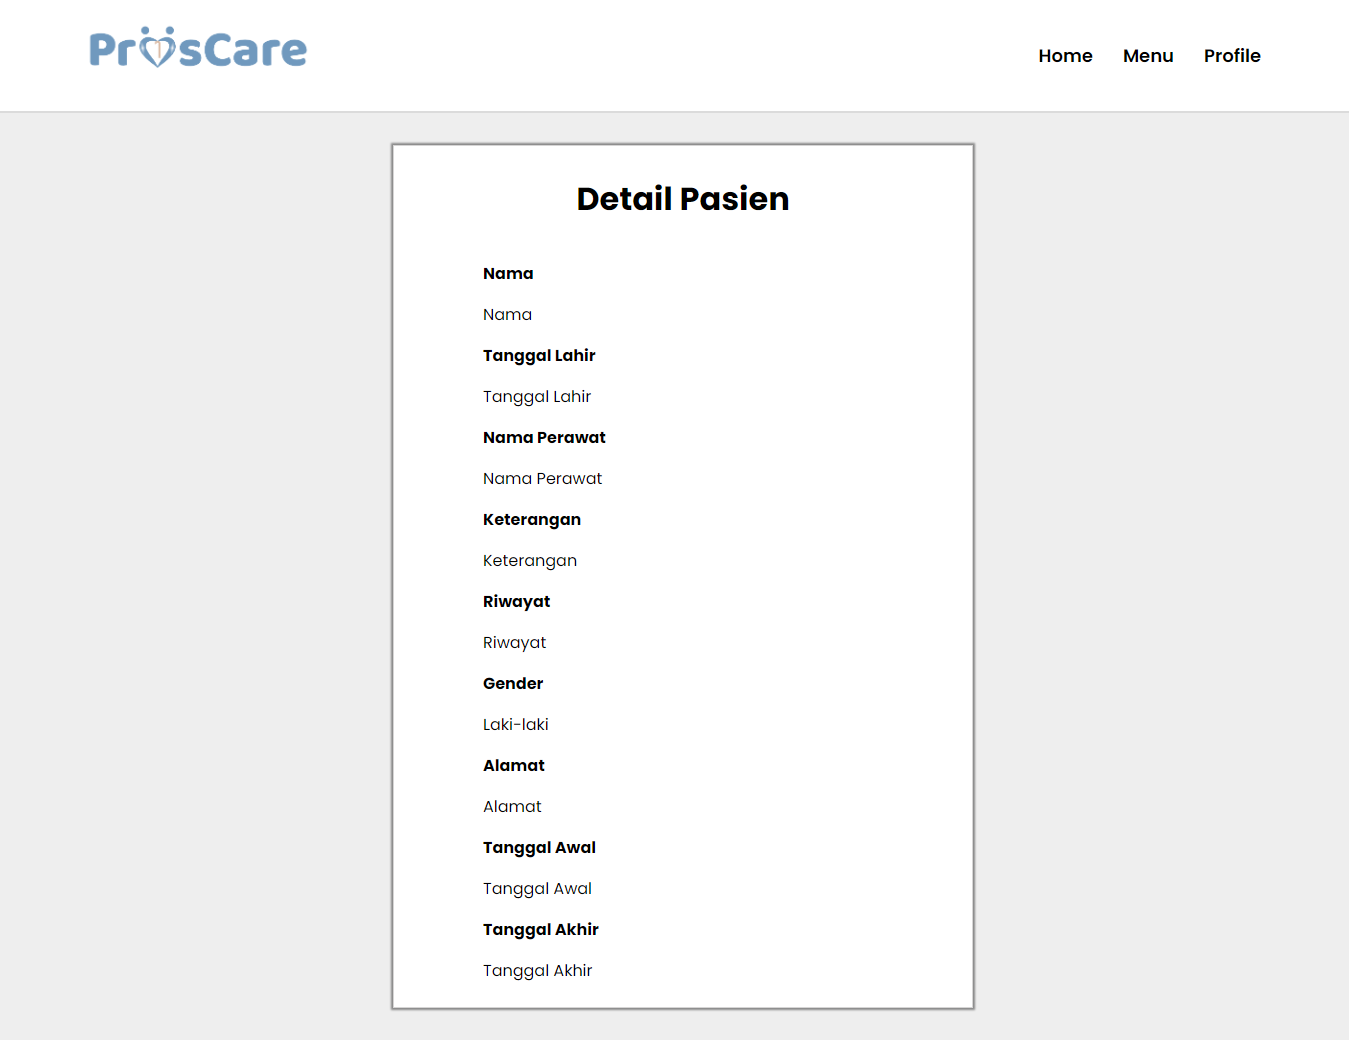 PriisCare
Home Menu Profile
Detail Pasien
Nama
Nama
Tanggal Lahir
Tanggal Lahir
Nama Perawat
Nama Perawat
Keterangan
Keterangan
Riwayat
Riwayat
Gender
Laki-laki
Alamat
Alamat
Tanggal Awal
Tanggal Awal
Tanggal Akhir
Tanggal Akhir